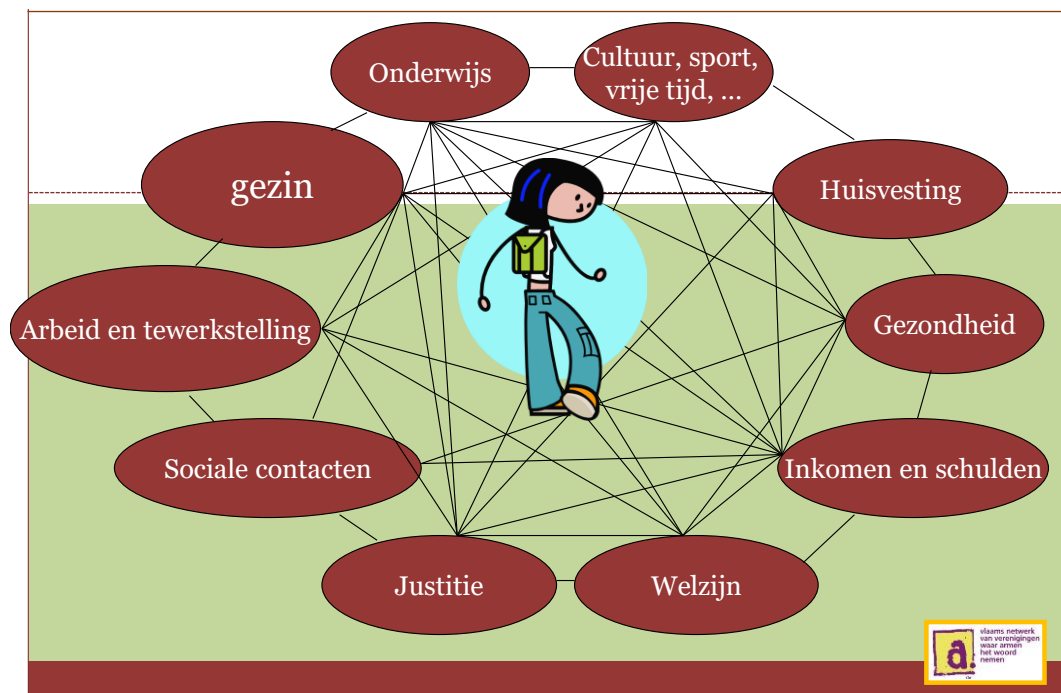 Onderwijs
Cultuur, sport,
vrije tijd, ...
gezin
Huisvesting
Arbeid en tewerkstelling
Gezondheid
Sociale contacten
Inkomen en schulden
Justitie
Welzijn
a.
vlaams netwerk
van verenigingen
waar armen
het woord
nemen